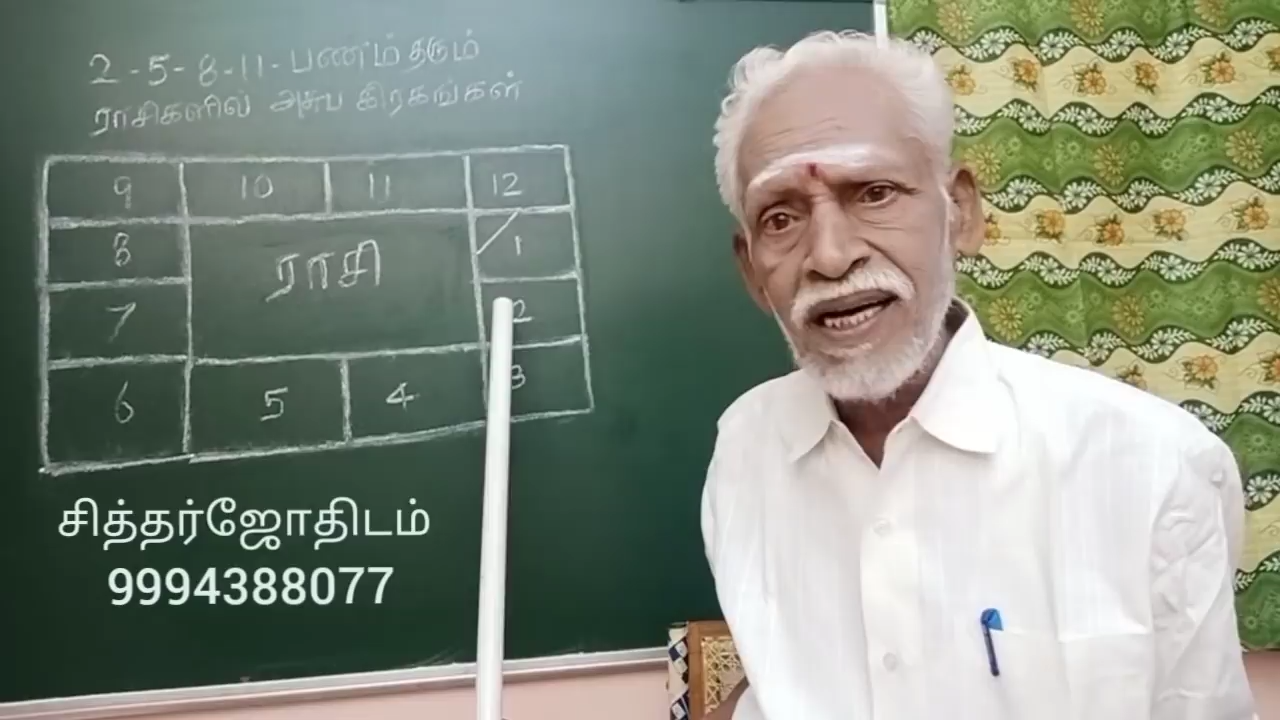 2-5-8-11-பணம் தரும்
ராசிகளில் அசுப கிரகங்கள்
9 10 11 12
8 1
ராசி
7 2
6 5 4 3
சித்தர்ஜோதிடம்
9994388077